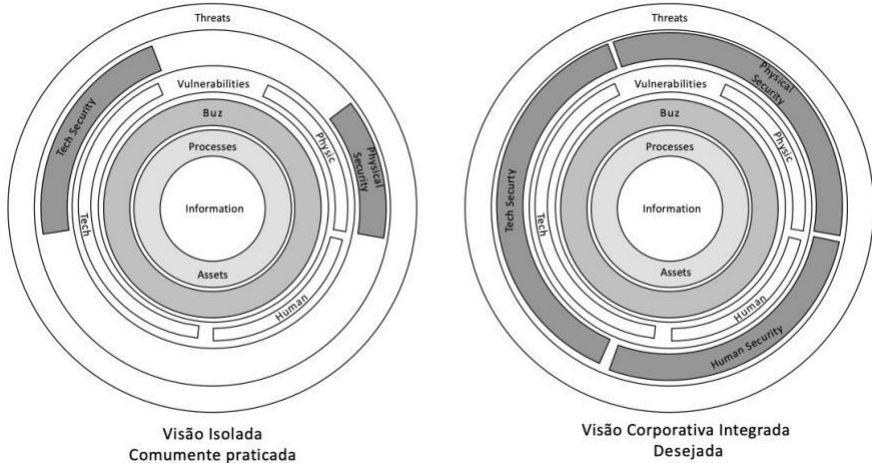 Threats
Vulnerabilities
Buz
Processes
Information
Assets
Tech Security
Physical
Security
Physic
Tech
Human
Visão Isolada
Comumente praticada
Threats
Vulnerabilities
Buz
Processes
Information
Assets
Tech Securty
Physical
Security
Physic
Tech
Human
Human Security
Visão Corporativa Integrada
Desejada